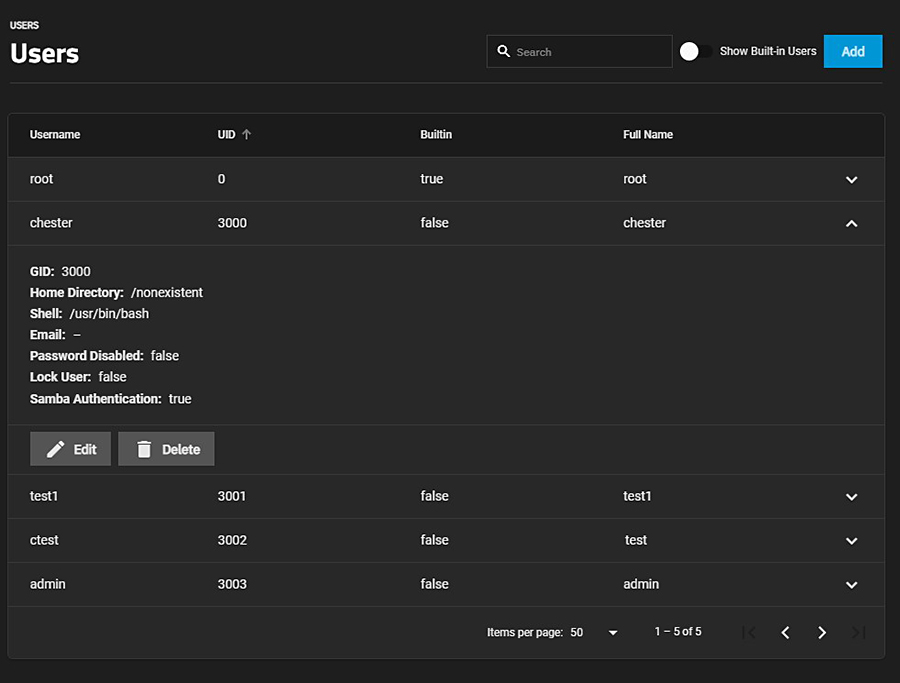 USERS
Users
Search
Show Built-in Users
Add
Username UID Builtin Full Name
root 0 true root
chester 3000 false chester
GID: 3000
Home Directory: /nonexistent
Shell: /usr/bin/bash
Email: –
Password Disabled: false
Lock User: false
Samba Authentication: true
Edit Delete
test1 3001 false test1
ctest 3002 false test
admin 3003 false admin
Items per page: 50 1 – 5 of 5